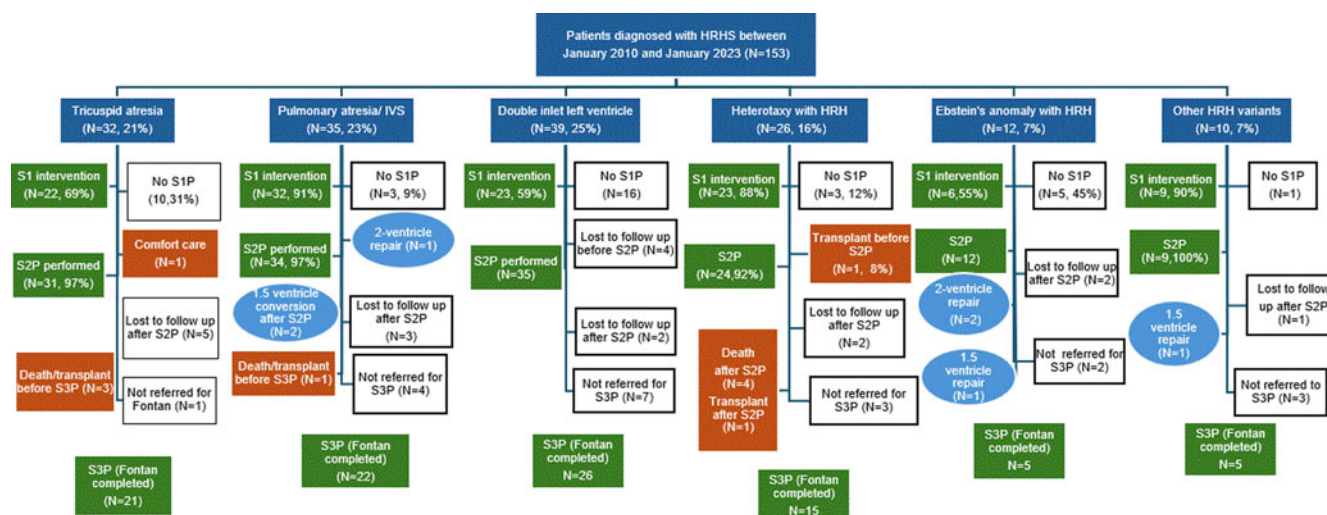 Patients diagnosed with HRHS between
January 2010 and January 2023 (N=153)
Tricuspid atresia
(N=32, 21%)
S1 intervention
(N=22, 69%)
No S1P
(10,31%)
Comfort care
(N=1)
S2P performed
(N=31, 97%)
Lost to follow up
after S2P (N=5)
Death/transplant
before S3P (N=3)
Not referred for
Fontan (N=1)
S3P (Fontan
completed)
(N=21)
Pulmonary atresia/ IVS
(N=35, 23%)
S1 intervention
(N=32, 91%)
No S1P
(N=3, 9%)
2-ventricle
repair (N=1)
S2P performed
(N=34, 97%)
1.5 ventricle
conversion
after S2P
(N=2)
Lost to follow up
after S2P
(N=3)
Death/transplant
before S3P (N=1)
Not referred for
S3P (N=4)
S3P (Fontan
completed)
(N=22)
Double inlet left ventricle
(N=39, 25%)
S1 intervention
(N=23, 59%)
No S1P
(N=16)
Lost to follow up
before S2P (N=4)
S2P performed
(N=35)
Lost to follow up
after S2P (N=2)
Not referred for
S3P (N=7)
S3P (Fontan
completed)
N=26
Heterotaxy with HRH
(N=26, 16%)
S1 intervention
(N=23, 88%)
No S1P
(N=3, 12%)
Transplant before
S2P
(N=1, 8%)
S2P
(N=24,92%)
Lost to follow up
after S2P
(N=2)
Death
after S2P
(N=4)
Transplant
after S2P
(N=1)
Not referred for
S3P (N=3)
S3P (Fontan
completed)
N=15
Ebstein's anomaly with HRH
(N=12, 7%)
S1 intervention
(N=6,55%)
No S1P
(N=5, 45%)
S2P
(N=12)
Lost to follow up
after S2P (N=2)
2-ventricle
repair
(N=2)
1.5
ventricle
repair
(N=1)
Not referred for
S3P (N=2)
S3P (Fontan
completed)
N=5
Other HRH variants
(N=10, 7%)
S1 intervention
(N=9, 90%)
No S1P
(N=1)
S2P
(N=9,100%)
Lost to follow
up after S2P
(N=1)
1.5
ventricle
repair
(N=1)
Not referred to
S3P (N=3)
S3P (Fontan
completed)
N=5